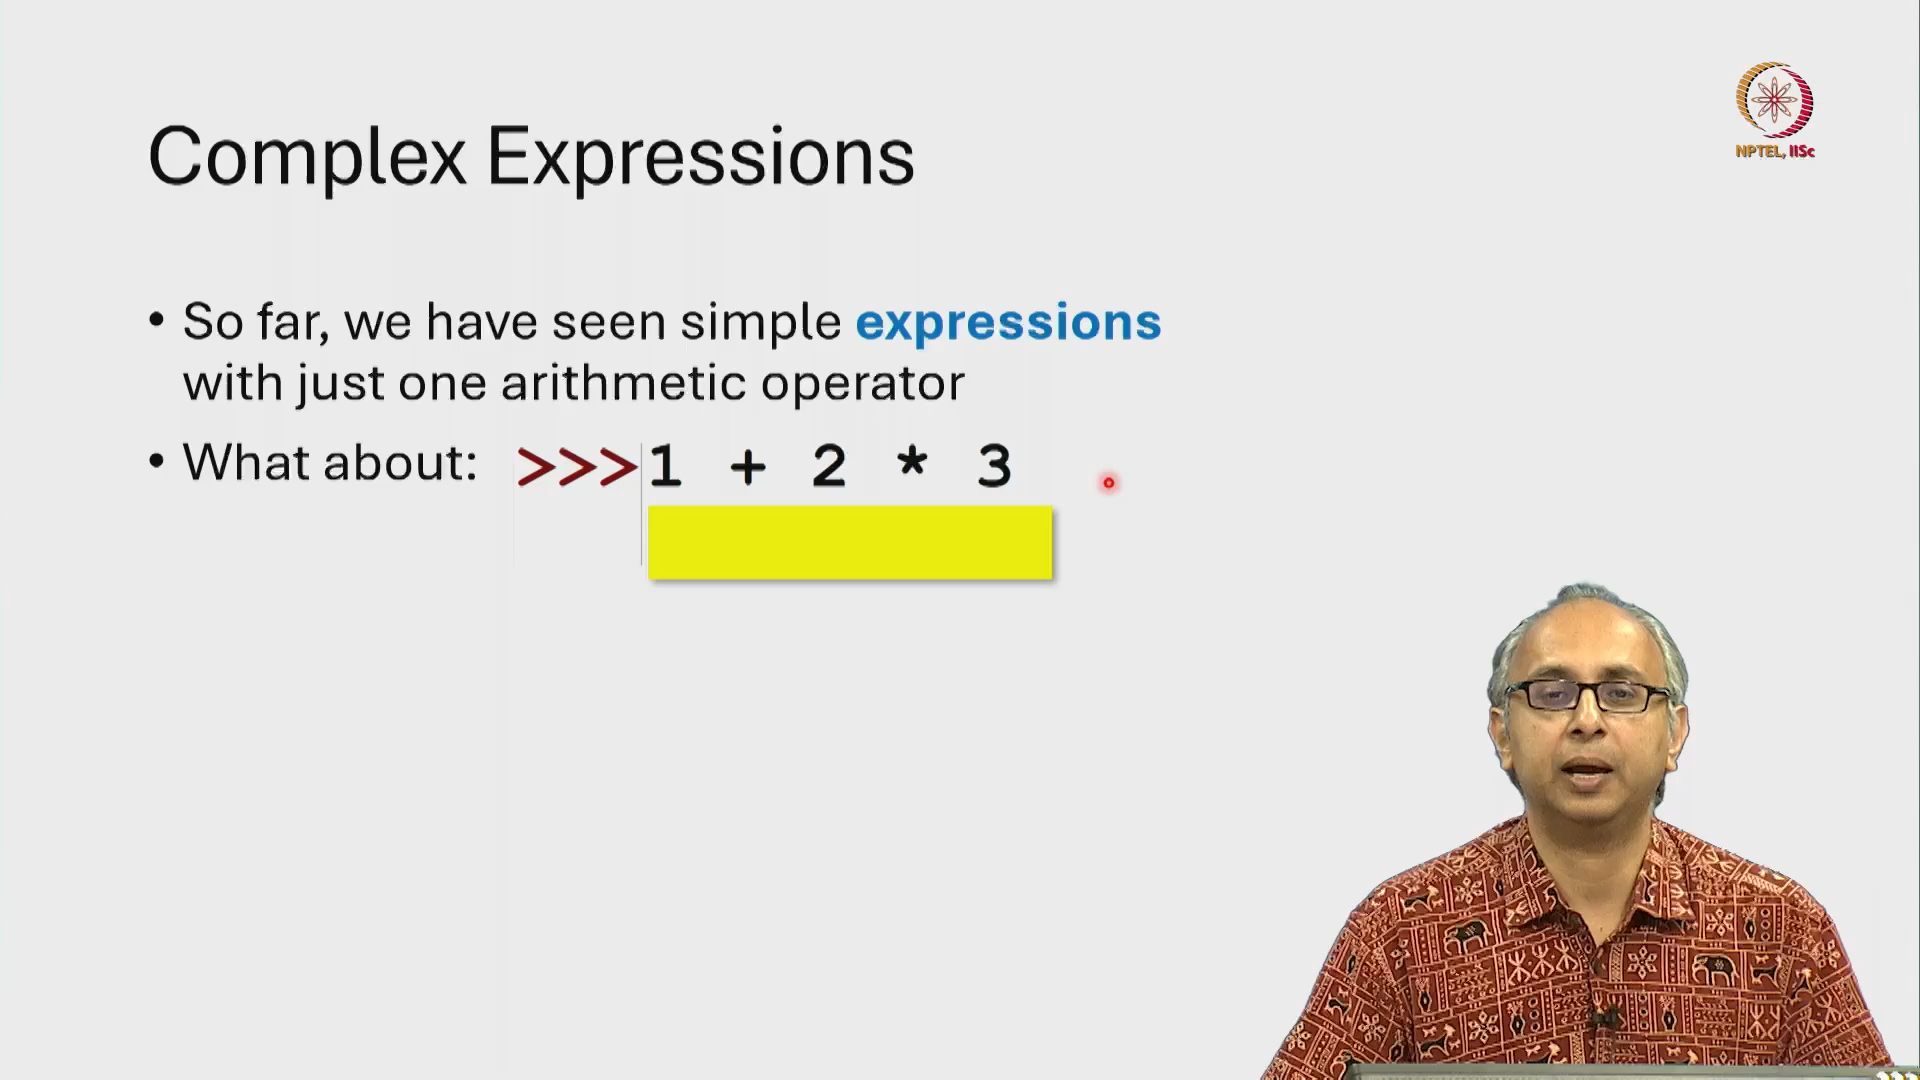 NPTEL, IISc
Complex Expressions
• So far, we have seen simple expressions
with just one arithmetic operator
• What about: >>> 1 + 2 * 3